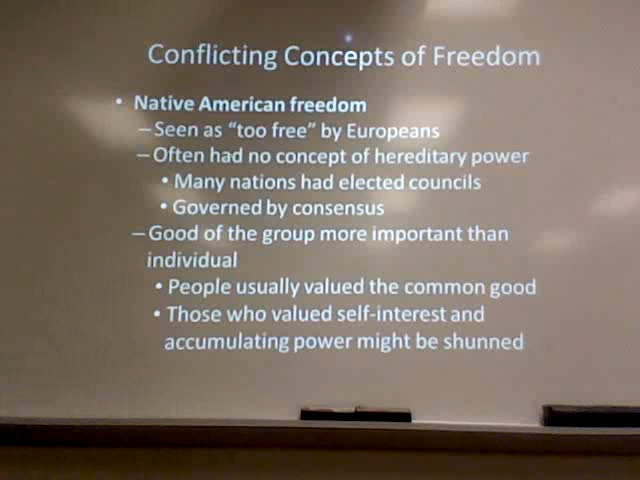 Conflicting Concepts of Freedom
• Native American freedom
–Seen as “too free” by Europeans
–Often had no concept of hereditary power
• Many nations had elected councils
• Governed by consensus
–Good of the group more important than
individual
• People usually valued the common good
• Those who valued self-interest and
accumulating power might be shunned